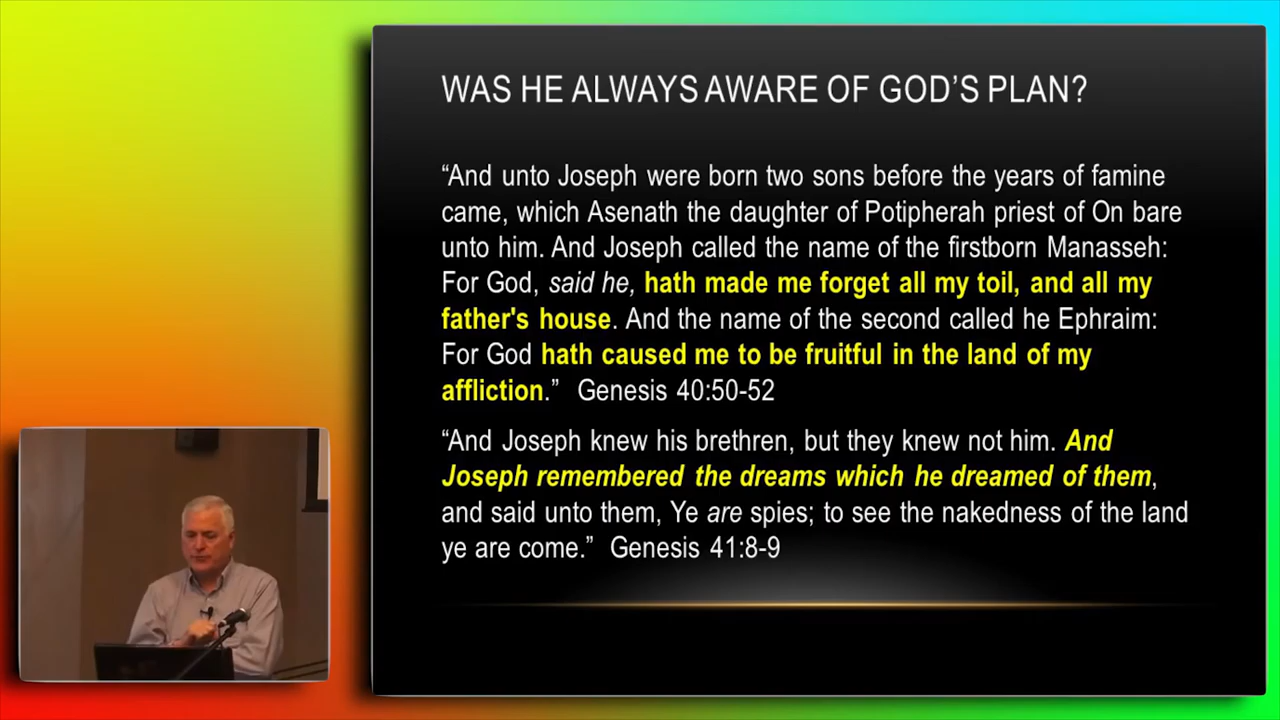 WAS HE ALWAYS AWARE OF GOD’S PLAN?
“And unto Joseph were born two sons before the years of famine
came, which Asenath the daughter of Potipherah priest of On bare
unto him. And Joseph called the name of the firstborn Manasseh:
For God, said he, hath made me forget all my toil, and all my
father's house. And the name of the second called he Ephraim:
For God hath caused me to be fruitful in the land of my
affliction.” Genesis 40:50-52
“And Joseph knew his brethren, but they knew not him. And
Joseph remembered the dreams which he dreamed of them,
and said unto them, Ye are spies; to see the nakedness of the land
ye are come.” Genesis 41:8-9